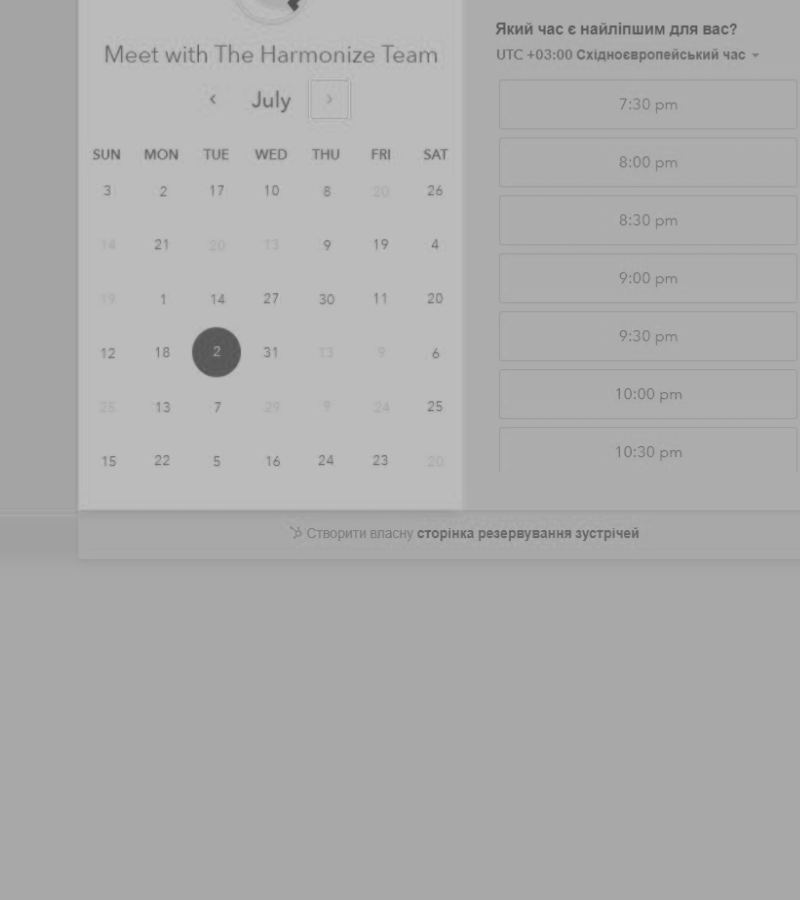 Meet with The Harmonize Team
July
SUN MON TUE WED THU FRI SAT
3 2 17 10 8 20 26
14 21 20 13 9 19 4
19 1 14 27 30 11 20
12 18 2 31 13 9 6
25 13 7 29 9 24 25
15 22 5 16 24 23 20
Який час є найліпшим для вас?
UTC +03:00 Східноєвропейський час
7:30 pm
8:00 pm
8:30 pm
9:00 pm
9:30 pm
10:00 pm
10:30 pm
Створити власну сторінка резервування зустрічей